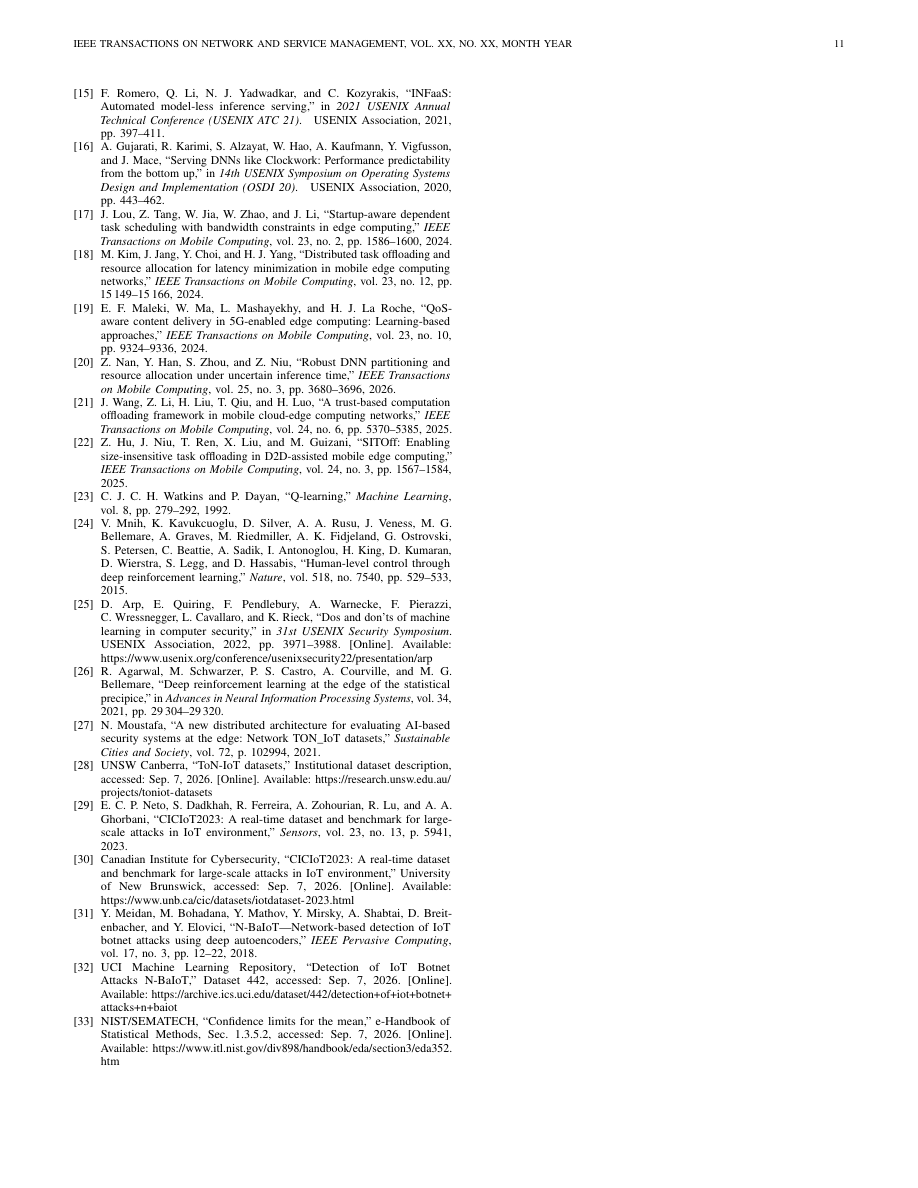 IEEE TRANSACTIONS ON NETWORK AND SERVICE MANAGEMENT, VOL. XX, NO. XX, MONTH YEAR 11
[15] F. Romero, Q. Li, N. J. Yadwadkar, and C. Kozyrakis, “INFaaS:
Automated model-less inference serving,” in 2021 USENIX Annual
Technical Conference (USENIX ATC 21). USENIX Association, 2021,
pp. 397–411.
[16] A. Gujarati, R. Karimi, S. Alzayat, W. Hao, A. Kaufmann, Y. Vigfusson,
and J. Mace, “Serving DNNs like Clockwork: Performance predictability
from the bottom up,” in 14th USENIX Symposium on Operating Systems
Design and Implementation (OSDI 20). USENIX Association, 2020,
pp. 443–462.
[17] J. Lou, Z. Tang, W. Jia, W. Zhao, and J. Li, “Startup-aware dependent
task scheduling with bandwidth constraints in edge computing,” IEEE
Transactions on Mobile Computing, vol. 23, no. 2, pp. 1586–1600, 2024.
[18] M. Kim, J. Jang, Y. Choi, and H. J. Yang, “Distributed task offloading and
resource allocation for latency minimization in mobile edge computing
networks,” IEEE Transactions on Mobile Computing, vol. 23, no. 12, pp.
15 149–15 166, 2024.
[19] E. F. Maleki, W. Ma, L. Mashayekhy, and H. J. La Roche, “QoS-
aware content delivery in 5G-enabled edge computing: Learning-based
approaches,” IEEE Transactions on Mobile Computing, vol. 23, no. 10,
pp. 9324–9336, 2024.
[20] Z. Nan, Y. Han, S. Zhou, and Z. Niu, “Robust DNN partitioning and
resource allocation under uncertain inference time,” IEEE Transactions
on Mobile Computing, vol. 25, no. 3, pp. 3680–3696, 2026.
[21] J. Wang, Z. Li, H. Liu, T. Qiu, and H. Luo, “A trust-based computation
offloading framework in mobile cloud-edge computing networks,” IEEE
Transactions on Mobile Computing, vol. 24, no. 6, pp. 5370–5385, 2025.
[22] Z. Hu, J. Niu, T. Ren, X. Liu, and M. Guizani, “SITOff: Enabling
size-insensitive task offloading in D2D-assisted mobile edge computing,”
IEEE Transactions on Mobile Computing, vol. 24, no. 3, pp. 1567–1584,
2025.
[23] C. J. C. H. Watkins and P. Dayan, “Q-learning,” Machine Learning,
vol. 8, pp. 279–292, 1992.
[24] V. Mnih, K. Kavukcuoglu, D. Silver, A. A. Rusu, J. Veness, M. G.
Bellemare, A. Graves, M. Riedmiller, A. K. Fidjeland, G. Ostrovski,
S. Petersen, C. Beattie, A. Sadik, I. Antonoglou, H. King, D. Kumaran,
D. Wierstra, S. Legg, and D. Hassabis, “Human-level control through
deep reinforcement learning,” Nature, vol. 518, no. 7540, pp. 529–533,
2015.
[25] D. Arp, E. Quiring, F. Pendlebury, A. Warnecke, F. Pierazzi,
C. Wressnegger, L. Cavallaro, and K. Rieck, “Dos and don’ts of machine
learning in computer security,” in 31st USENIX Security Symposium.
USENIX Association, 2022, pp. 3971–3988. [Online]. Available:
https://www.usenix.org/conference/usenixsecurity22/presentation/arp
[26] R. Agarwal, M. Schwarzer, P. S. Castro, A. Courville, and M. G.
Bellemare, “Deep reinforcement learning at the edge of the statistical
precipice,” in Advances in Neural Information Processing Systems, vol. 34,
2021, pp. 29 304–29 320.
[27] N. Moustafa, “A new distributed architecture for evaluating AI-based
security systems at the edge: Network TON_IoT datasets,” Sustainable
Cities and Society, vol. 72, p. 102994, 2021.
[28] UNSW Canberra, “ToN-IoT datasets,” Institutional dataset description,
accessed: Sep. 7, 2026. [Online]. Available: https://research.unsw.edu.au/
projects/toniot-datasets
[29] E. C. P. Neto, S. Dadkhah, R. Ferreira, A. Zohourian, R. Lu, and A. A.
Ghorbani, “CICIoT2023: A real-time dataset and benchmark for large-
scale attacks in IoT environment,” Sensors, vol. 23, no. 13, p. 5941,
2023.
[30] Canadian Institute for Cybersecurity, “CICIoT2023: A real-time dataset
and benchmark for large-scale attacks in IoT environment,” University
of New Brunswick, accessed: Sep. 7, 2026. [Online]. Available:
https://www.unb.ca/cic/datasets/iotdataset-2023.html
[31] Y. Meidan, M. Bohadana, Y. Mathov, Y. Mirsky, A. Shabtai, D. Breit-
enbacher, and Y. Elovici, “N-BaIoT—Network-based detection of IoT
botnet attacks using deep autoencoders,” IEEE Pervasive Computing,
vol. 17, no. 3, pp. 12–22, 2018.
[32] UCI Machine Learning Repository, “Detection of IoT Botnet
Attacks N-BaIoT,” Dataset 442, accessed: Sep. 7, 2026. [Online].
Available: https://archive.ics.uci.edu/dataset/442/detection+of+iot+botnet+
attacks+n+baiot
[33] NIST/SEMATECH, “Confidence limits for the mean,” e-Handbook of
Statistical Methods, Sec. 1.3.5.2, accessed: Sep. 7, 2026. [Online].
Available: https://www.itl.nist.gov/div898/handbook/eda/section3/eda352.
htm